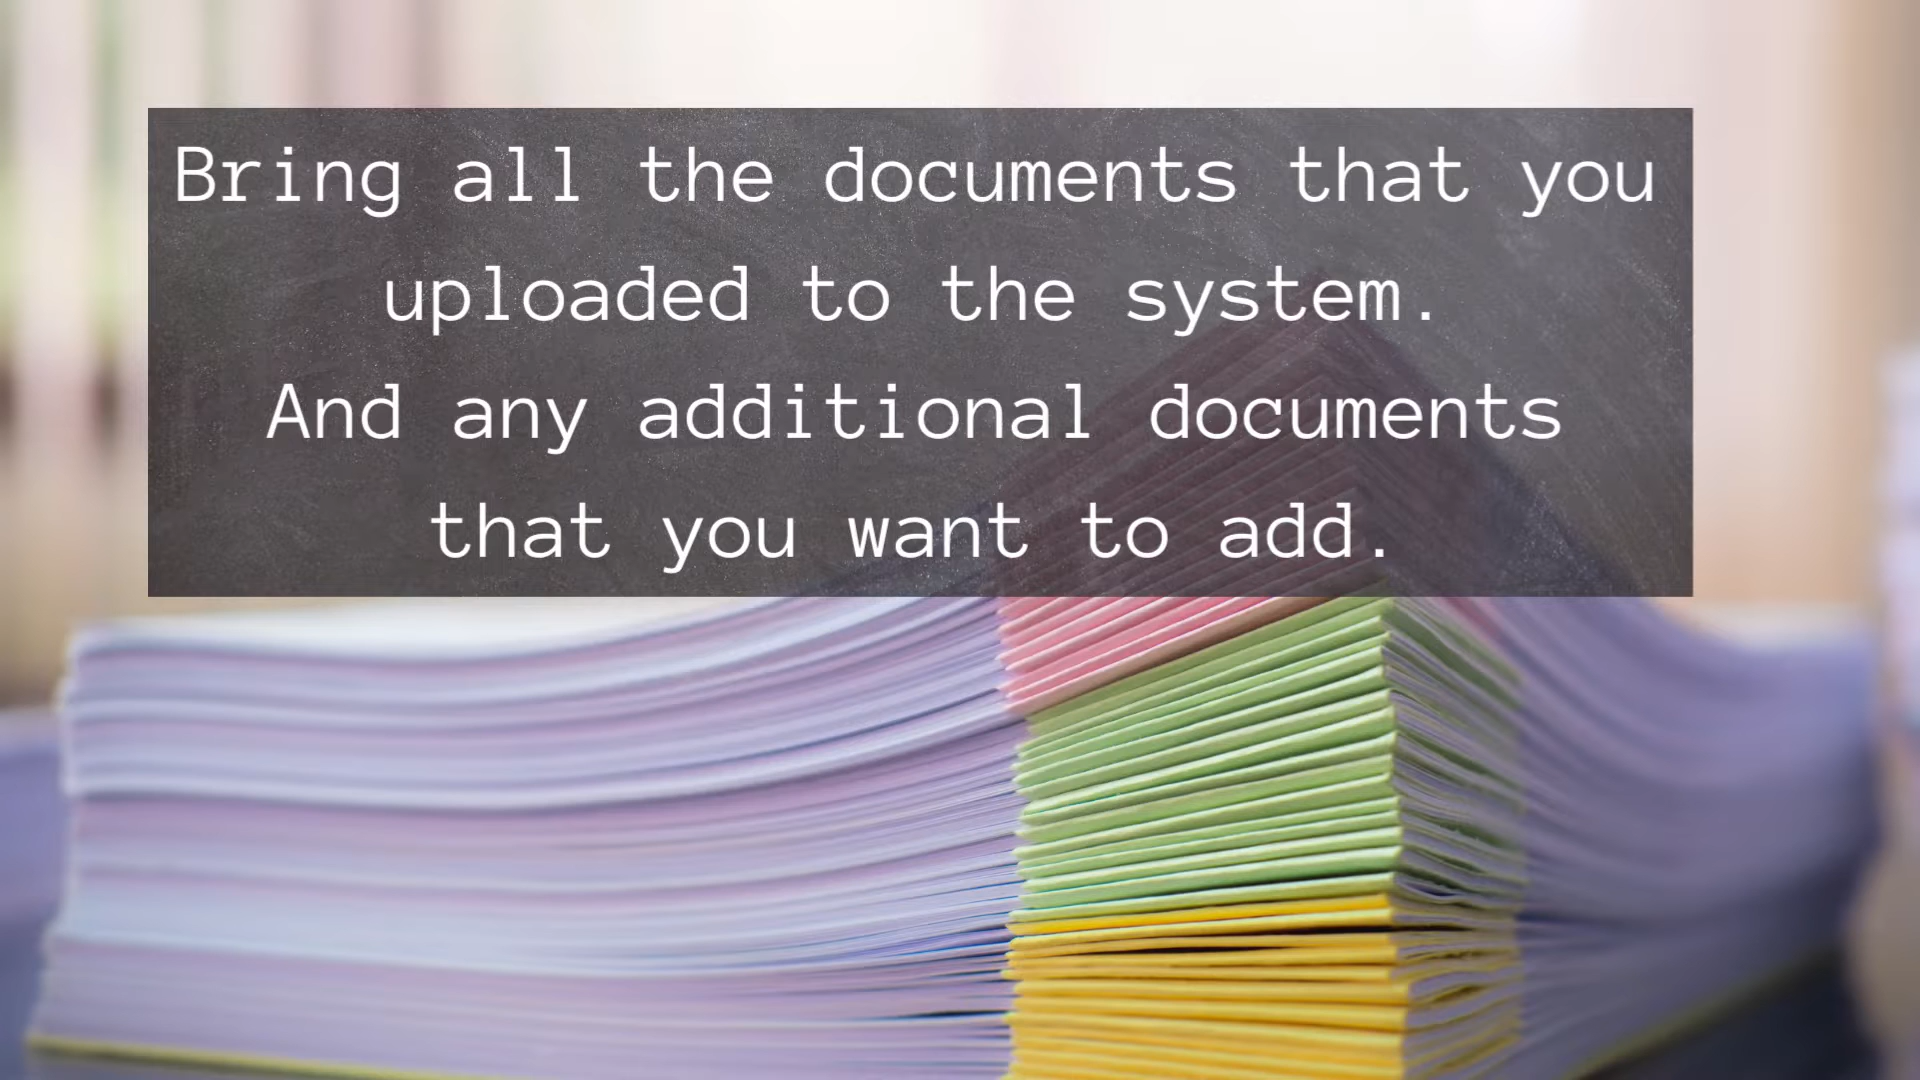 Bring all the documents that you
uploaded to the system.
And any additional documents
that you want to add.